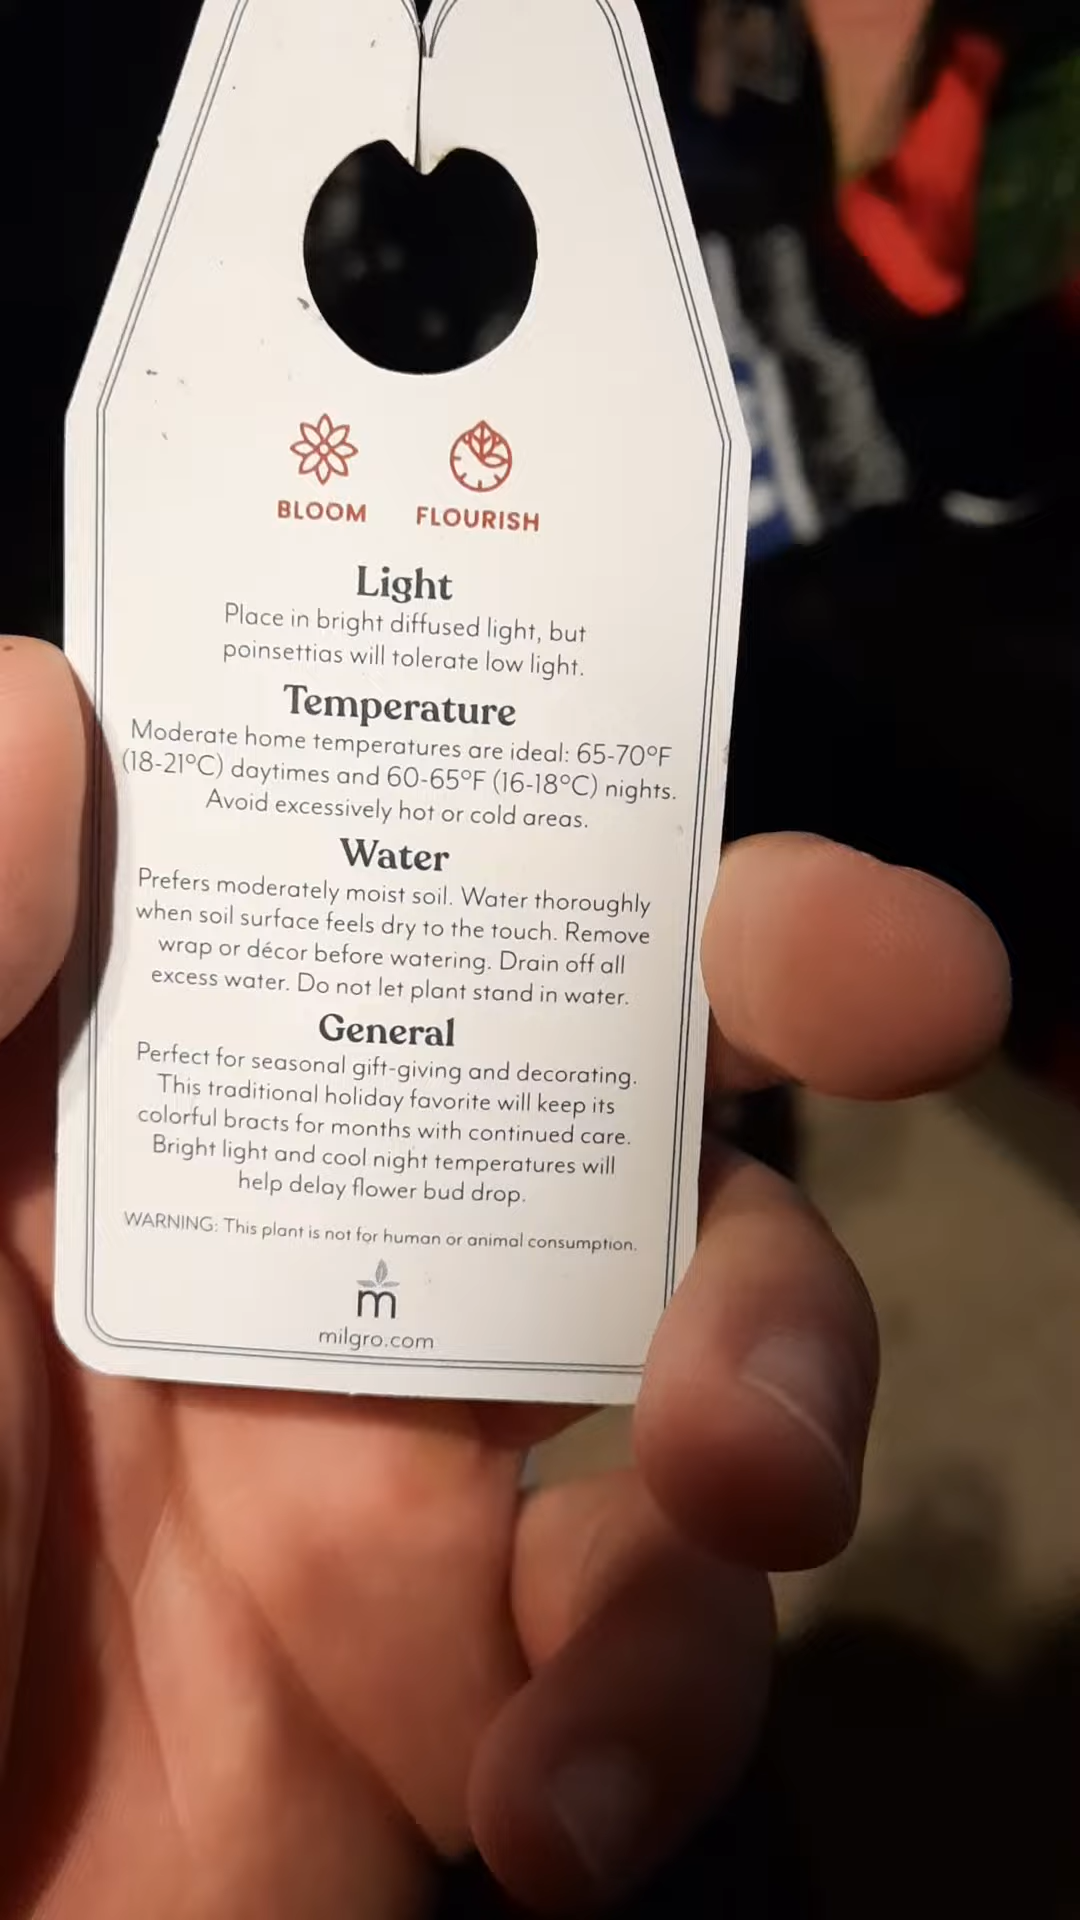 BLOOM
FLOURISH
Light
Place in bright diffused light, but
poinsettias will tolerate low light.
Temperature
Moderate home temperatures are ideal: 65-70°F
(18-21°C) daytimes and 60-65°F (16-18°C) nights.
Avoid excessively hot or cold areas.
Water
Prefers moderately moist soil. Water thoroughly
when soil surface feels dry to the touch. Remove
wrap or décor before watering. Drain off all
excess water. Do not let plant stand in water.
General
Perfect for seasonal gift-giving and decorating.
This traditional holiday favorite will keep its
colorful bracts for months with continued care.
Bright light and cool night temperatures will
help delay flower bud drop.
WARNING: This plant is not for human or animal consumption.
m
milgro.com